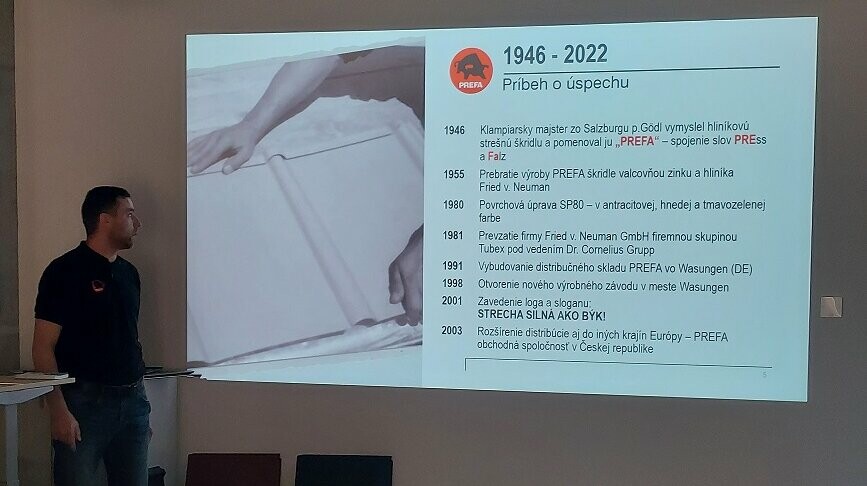 PREFA
1946 - 2022
Príbeh o úspechu
1946 Klampiarsky majster zo Salzburgu p.Gödl vymyslel hliníkovú
strešnú škridlu a pomenoval ju „PREFA“ – spojenie slov PREss
a Falz
1955 Prebratie výroby PREFA škridle valcovňou zinku a hliníka
Fried v. Neuman
1980 Povrchová úprava SP80 – v antracitovej, hnedej a tmavozelenej
farbe
1981 Prevzatie firmy Fried v. Neuman GmbH firemnou skupinou
Tubex pod vedením Dr. Cornelius Grupp
1991 Vybudovanie distribučného skladu PREFA vo Wasungen (DE)
1998 Otvorenie nového výrobného závodu v meste Wasungen
2001 Zavedenie loga a sloganu:
STRECHA SILNÁ AKO BÝK!
2003 Rozšírenie distribúcie aj do iných krajín Európy – PREFA
obchodná spoločnosť v Českej republike
5